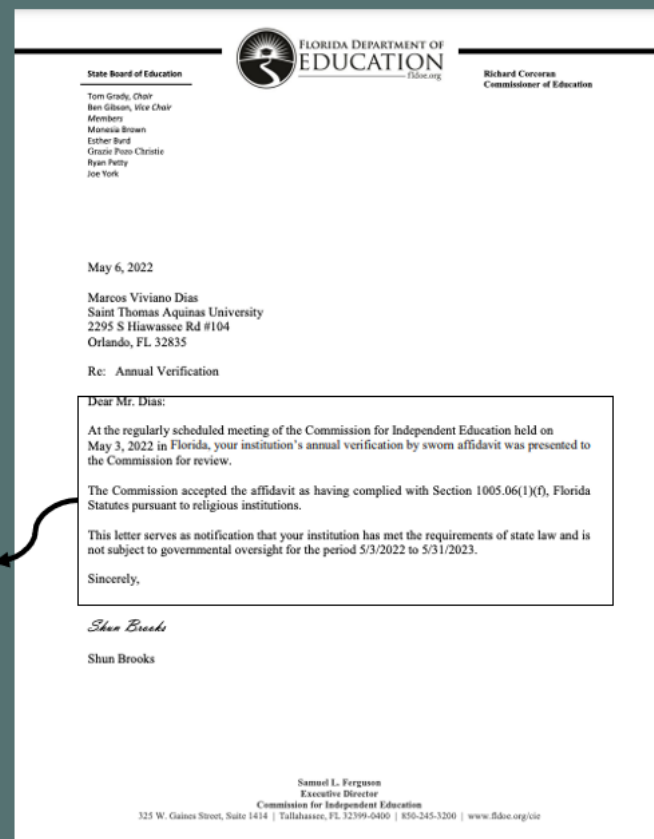 FLORIDA DEPARTMENT OF
EDUCATION
fldoe.org
State Board of Education
Tom Grady, Chair
Ben Gibson, Vice Chair
Members
Monesia Brown
Esther Byrd
Grazie Pozo Christie
Ryan Petty
Joe York
Richard Corcoran
Commissioner of Education
May 6, 2022
Marcos Viviano Dias
Saint Thomas Aquinas University
2295 S Hiawassee Rd #104
Orlando, FL 32835
Re: Annual Verification
Dear Mr. Dias:
At the regularly scheduled meeting of the Commission for Independent Education held on
May 3, 2022 in Florida, your institution's annual verification by sworn affidavit was presented to
the Commission for review.
The Commission accepted the affidavit as having complied with Section 1005.06(1)(f), Florida
Statutes pursuant to religious institutions.
This letter serves as notification that your institution has met the requirements of state law and is
not subject to governmental oversight for the period 5/3/2022 to 5/31/2023.
Sincerely,
Shun Brooks
Shun Brooks
Samuel L. Ferguson
Executive Director
Commission for Independent Education
325 W. Gaines Street, Suite 1414 | Tallahassee, FL 32399-0400 | 850-245-3200 | www.fldoe.org/cie